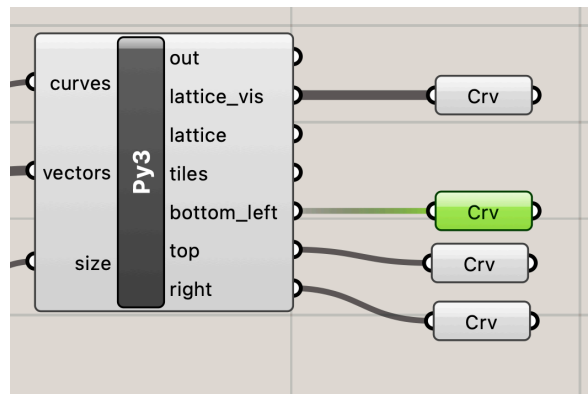 curves
vectors
size
Py3
out
lattice_vis
lattice
tiles
bottom_left
top
right
Crv
Crv
Crv
Crv